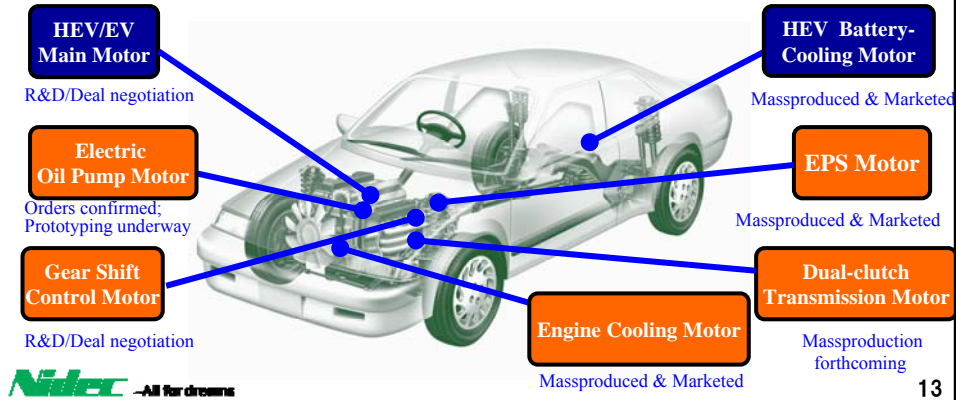 HEV/EV
Main Motor
R&D/Deal negotiation
HEV Battery-
Cooling Motor
Massproduced & Marketed
Electric
Oil Pump Motor
Orders confirmed;
Prototyping underway
EPS Motor
Massproduced & Marketed
Gear Shift
Control Motor
R&D/Deal negotiation
Engine Cooling Motor
Massproduced & Marketed
Dual-clutch
Transmission Motor
Massproduction
forthcoming
Nidec -All for dreams
13